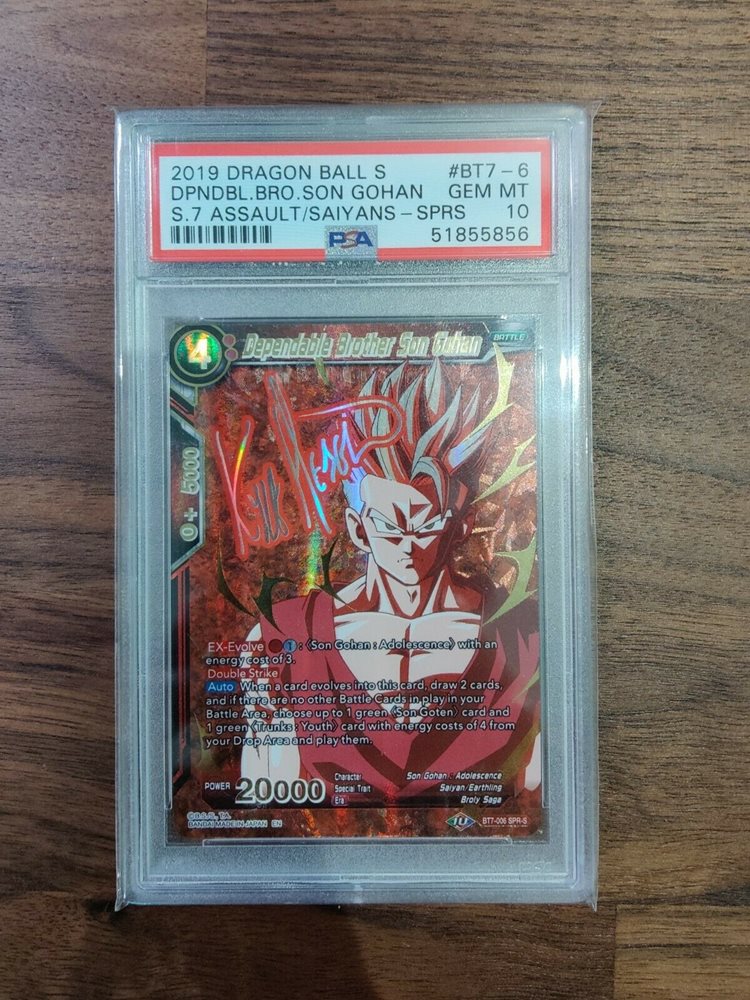 2019 DRAGON BALL S #BT7-6
DPNDBL.BRO.SON GOHAN GEM MT
S.7 ASSAULT/SAIYANS-SPRS 10
PSA 51855856
4 Dependable Brother Son Gohan BATTLE
0+ 5000
EX-Evolve 1 : 〈Son Gohan : Adolescence〉 with an
energy cost of 3.
Double Strike
Auto When a card evolves into this card, draw 2 cards,
and if there are no other Battle Cards in play in your
Battle Area, choose up to 1 green 〈Son Goten〉 card and
1 green 〈Trunks : Youth〉 card with energy costs of 4 from
your Drop Area and play them.
POWER 20000
Character Son Gohan : Adolescence
Special Trait Saiyan/Earthling
Era Broly Saga
©B.S./S., T.A.
BANDAI MADE IN JAPAN EN
BT7-006 SPR-S